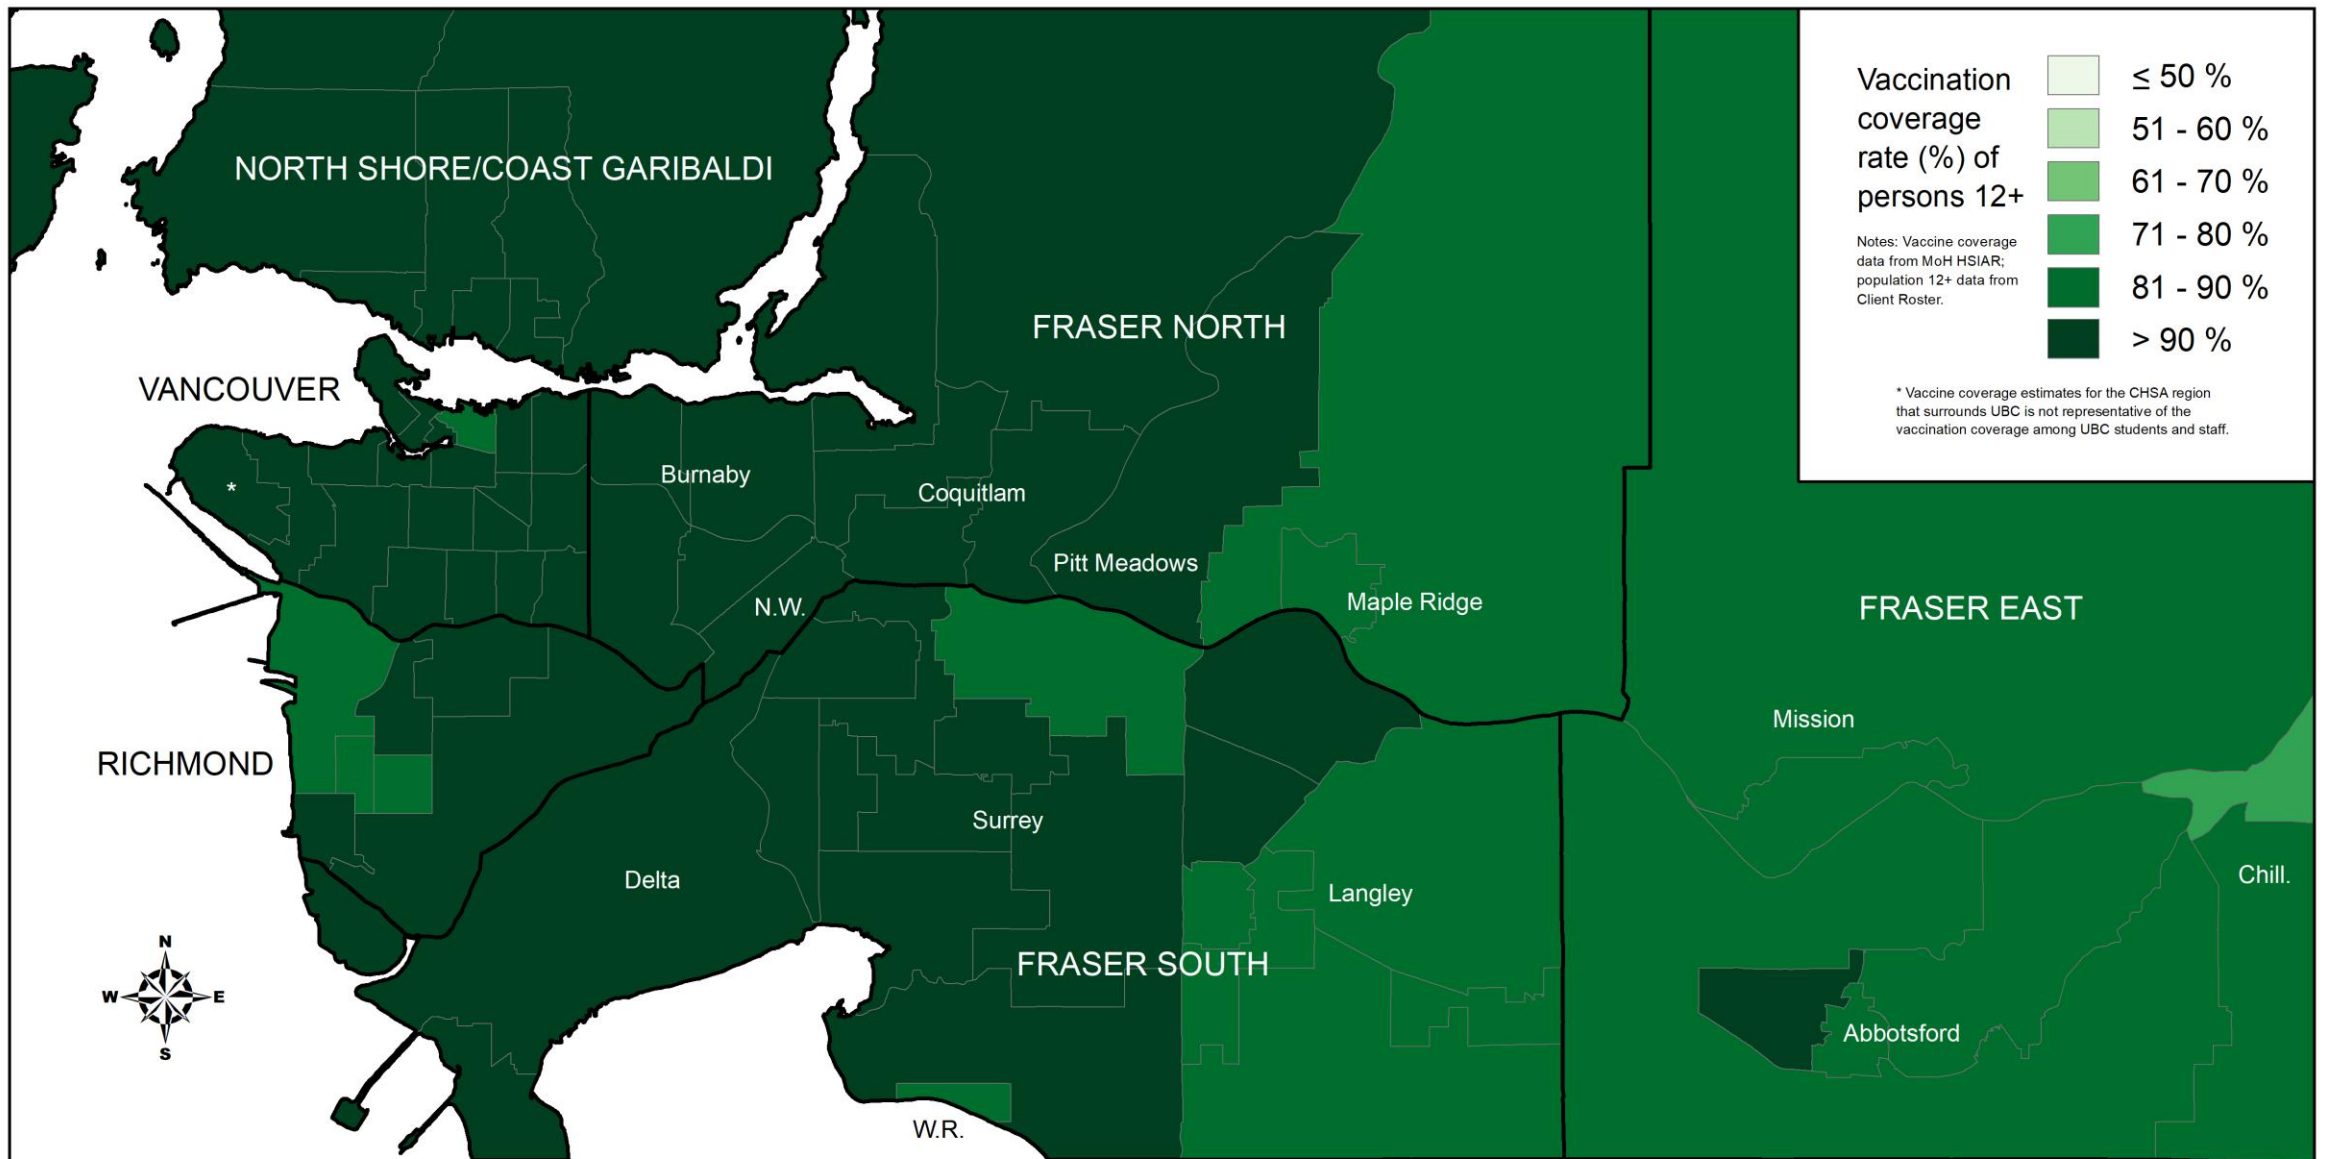 NORTH SHORE/COAST GARIBALDI
FRASER NORTH
VANCOUVER
*
Burnaby
Coquitlam
Pitt Meadows
N.W.
Maple Ridge
FRASER EAST
RICHMOND
Mission
Surrey
Delta
Langley
Chill.
FRASER SOUTH
Abbotsford
W.R.
N
W
E
S
Vaccination
coverage
rate (%) of
persons 12+
Notes: Vaccine coverage
data from MoH HSIAR;
population 12+ data from
Client Roster.
≤ 50 %
51 - 60 %
61 - 70 %
71 - 80 %
81 - 90 %
> 90 %
* Vaccine coverage estimates for the CHSA region
that surrounds UBC is not representative of the
vaccination coverage among UBC students and staff.